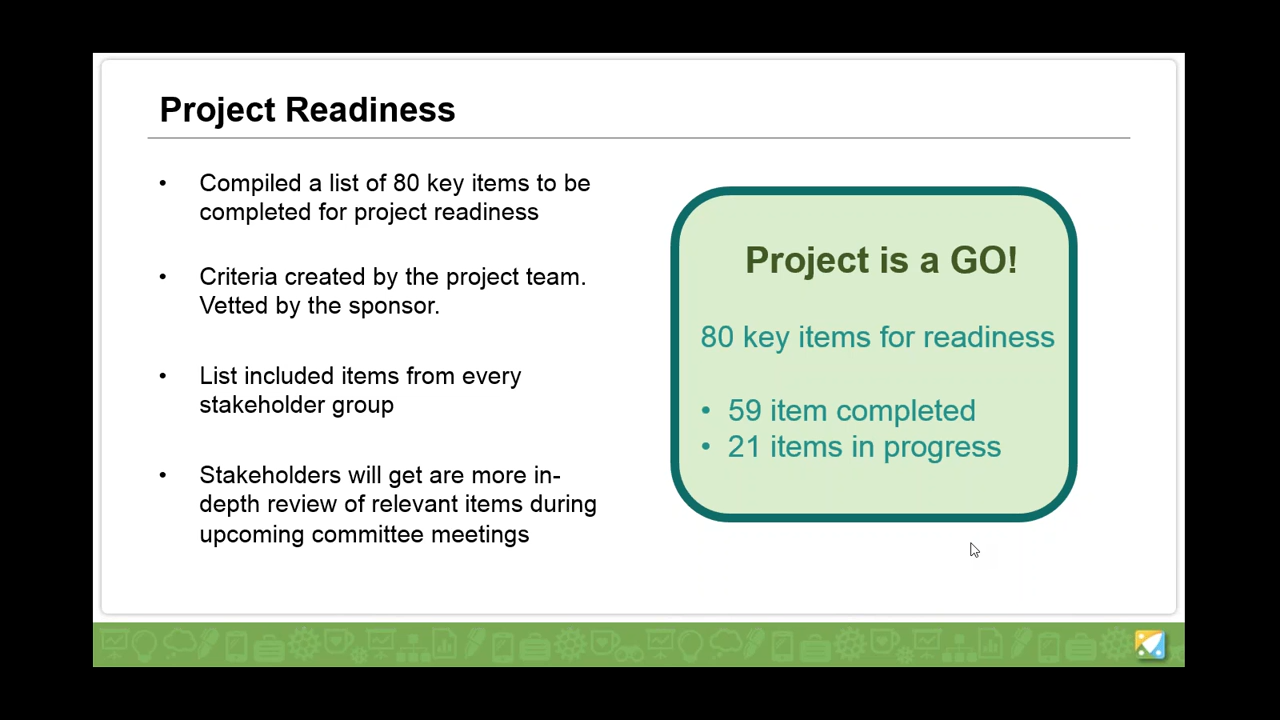 Project Readiness
• Compiled a list of 80 key items to be
completed for project readiness
• Criteria created by the project team.
Vetted by the sponsor.
• List included items from every
stakeholder group
• Stakeholders will get are more in-
depth review of relevant items during
upcoming committee meetings
Project is a GO!
80 key items for readiness
• 59 item completed
• 21 items in progress